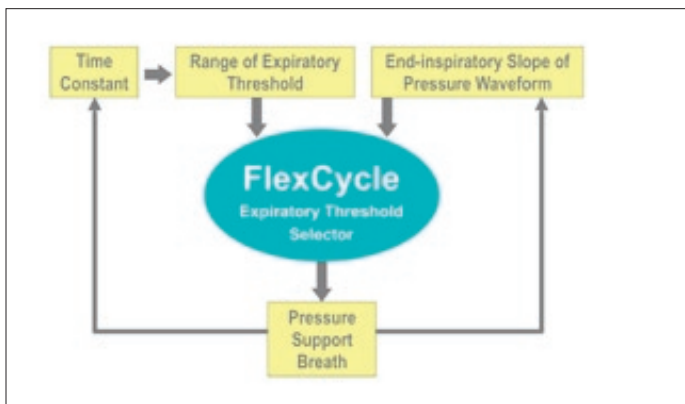 Time
Constant
Range of Expiratory
Threshold
End-inspiratory Slope of
Pressure Waveform
FlexCycle
Expiratory Threshold
Selector
Pressure
Support
Breath